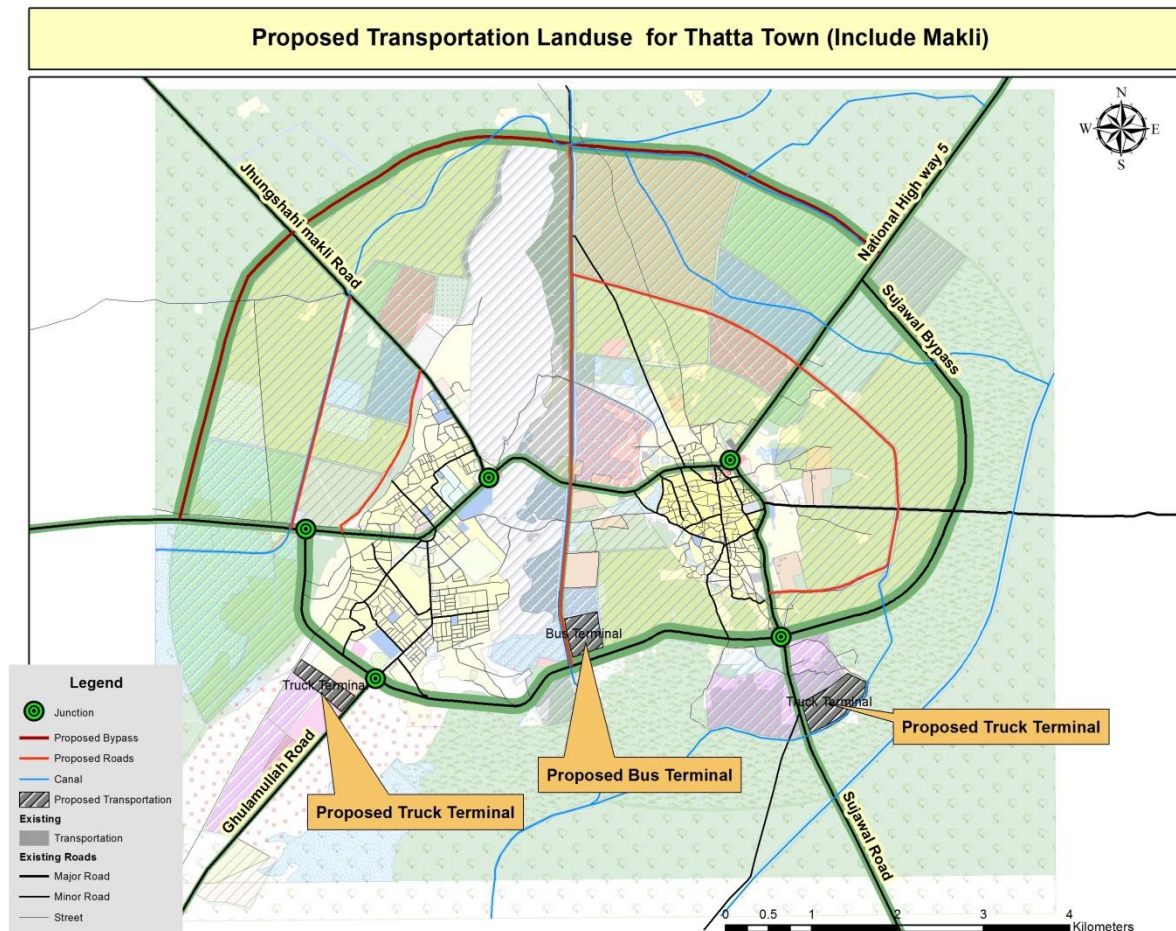 Proposed Transportation Landuse for Thatta Town (Include Makli)
N
W
E
S
Jhungshahi makli Road
National High way 5
Sujawal Bypass
Bus Terminal
Truck Terminal
Truck Terminal
Proposed Truck Terminal
Proposed Bus Terminal
Proposed Truck Terminal
Ghulamullah Road
Sujawal Road
Legend
Junction
Proposed Bypass
Proposed Roads
Canal
Proposed Transportation
Existing
Transportation
Existing Roads
Major Road
Minor Road
Street
0 0.5 1 2 3 4
Kilometers